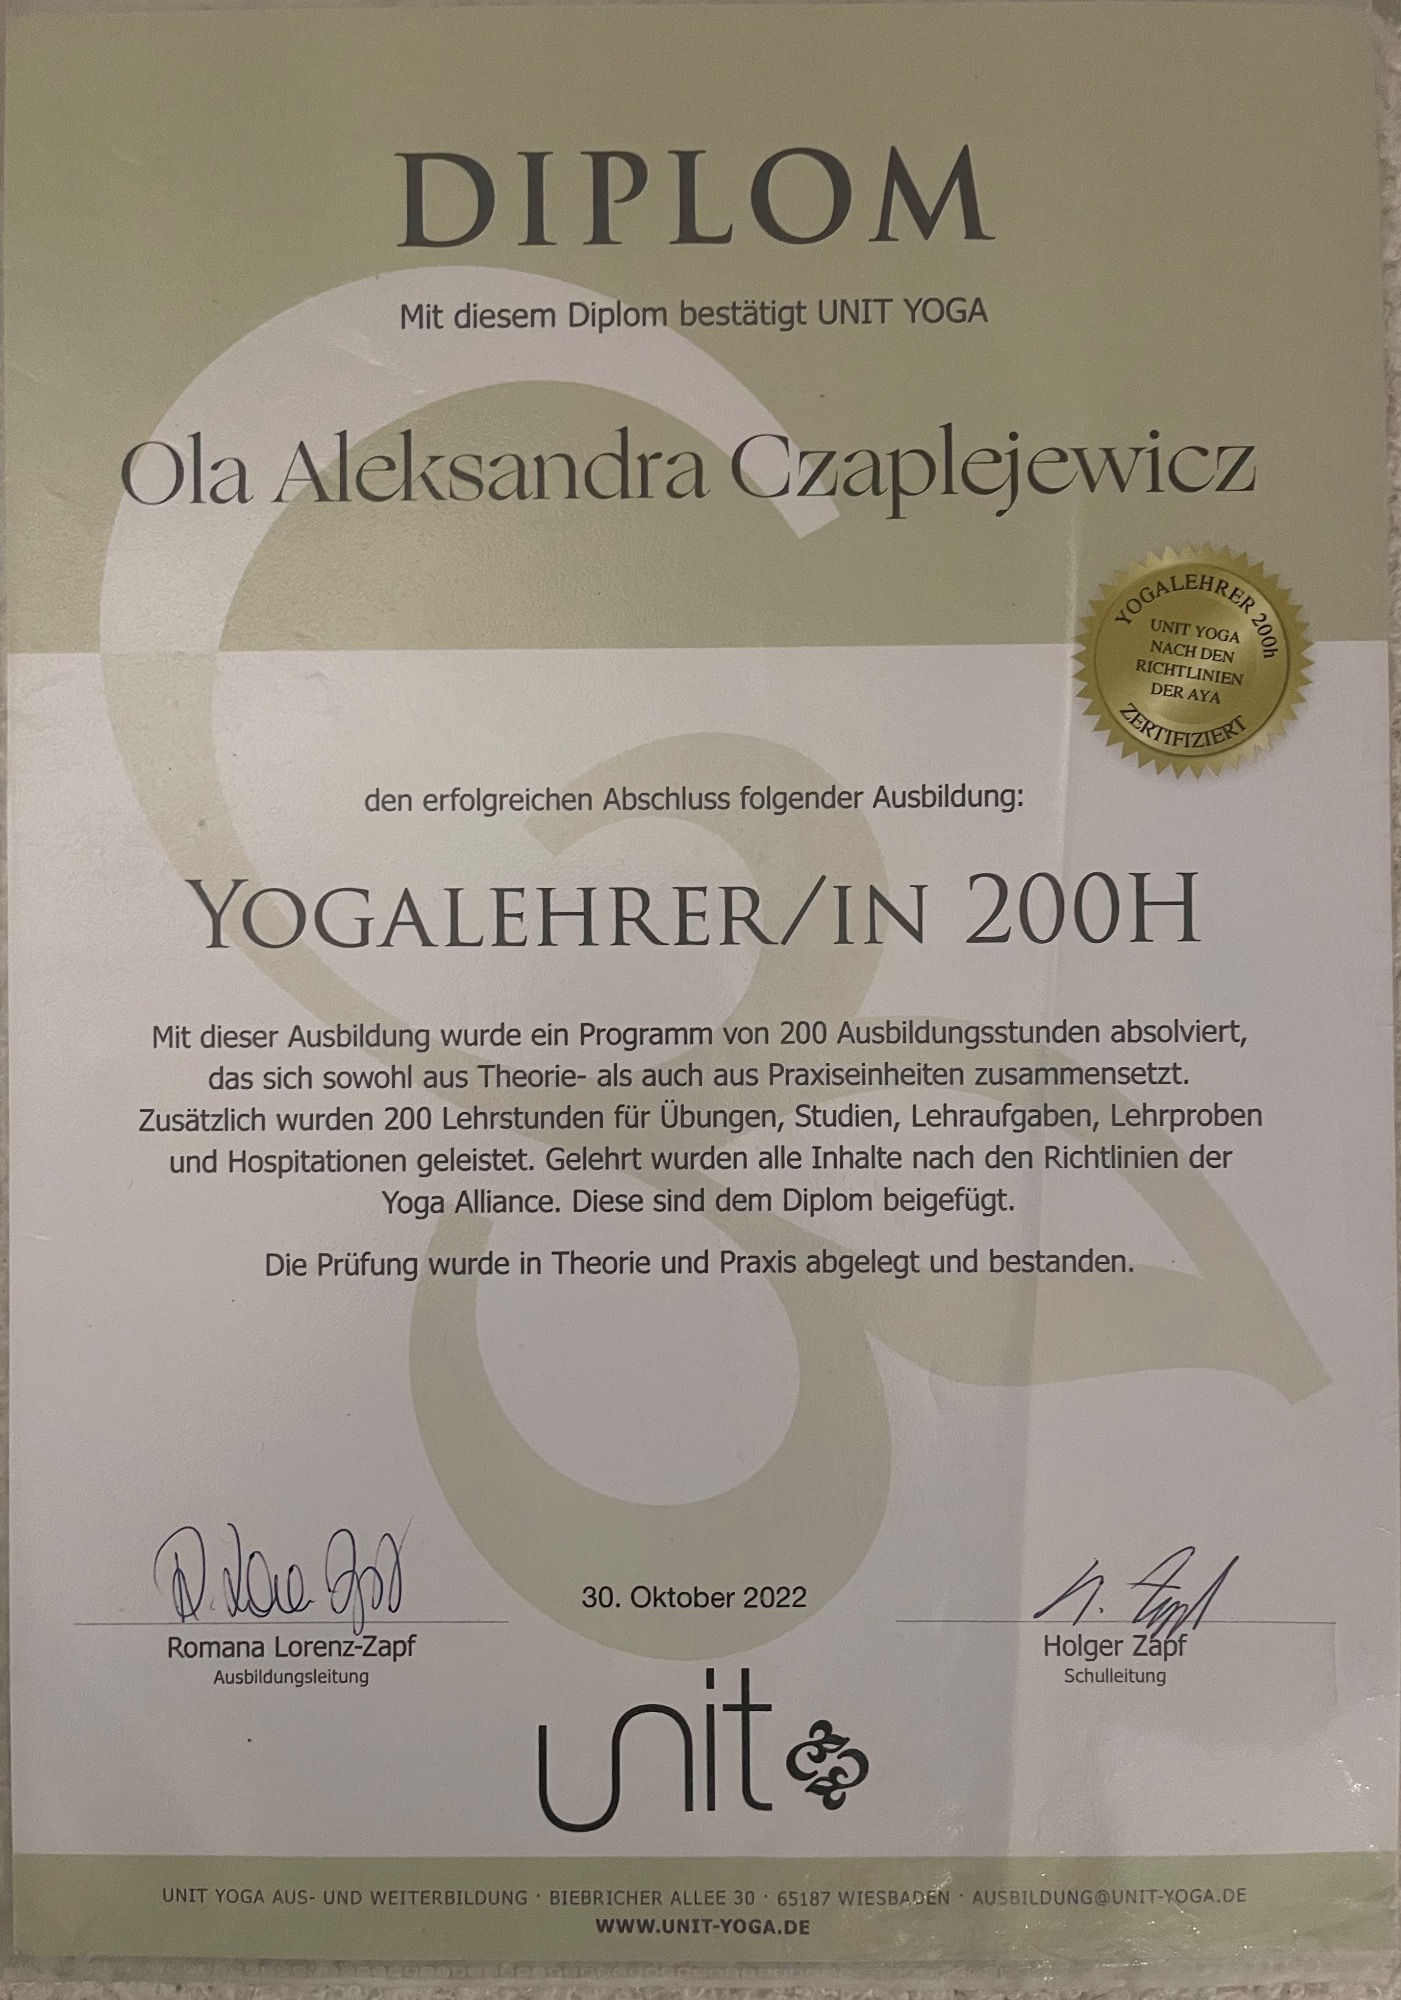 DIPLOM
Mit diesem Diplom bestätigt UNIT YOGA
Ola Aleksandra Czaplejewicz
YOGALEHRER 200h
UNIT YOGA
NACH DEN
RICHTLINIEN
DER AYA
ZERTIFIZIERT
den erfolgreichen Abschluss folgender Ausbildung:
YOGALEHRER/IN 200H
Mit dieser Ausbildung wurde ein Programm von 200 Ausbildungsstunden absolviert,
das sich sowohl aus Theorie- als auch aus Praxiseinheiten zusammensetzt.
Zusätzlich wurden 200 Lehrstunden für Übungen, Studien, Lehraufgaben, Lehrproben
und Hospitationen geleistet. Gelehrt wurden alle Inhalte nach den Richtlinien der
Yoga Alliance. Diese sind dem Diplom beigefügt.
Die Prüfung wurde in Theorie und Praxis abgelegt und bestanden.
30. Oktober 2022
Romana Lorenz-Zapf
Ausbildungsleitung
Holger Zapf
Schulleitung
unit
UNIT YOGA AUS- UND WEITERBILDUNG · BIEBRICHER ALLEE 30 · 65187 WIESBADEN · AUSBILDUNG@UNIT-YOGA.DE
WWW.UNIT-YOGA.DE